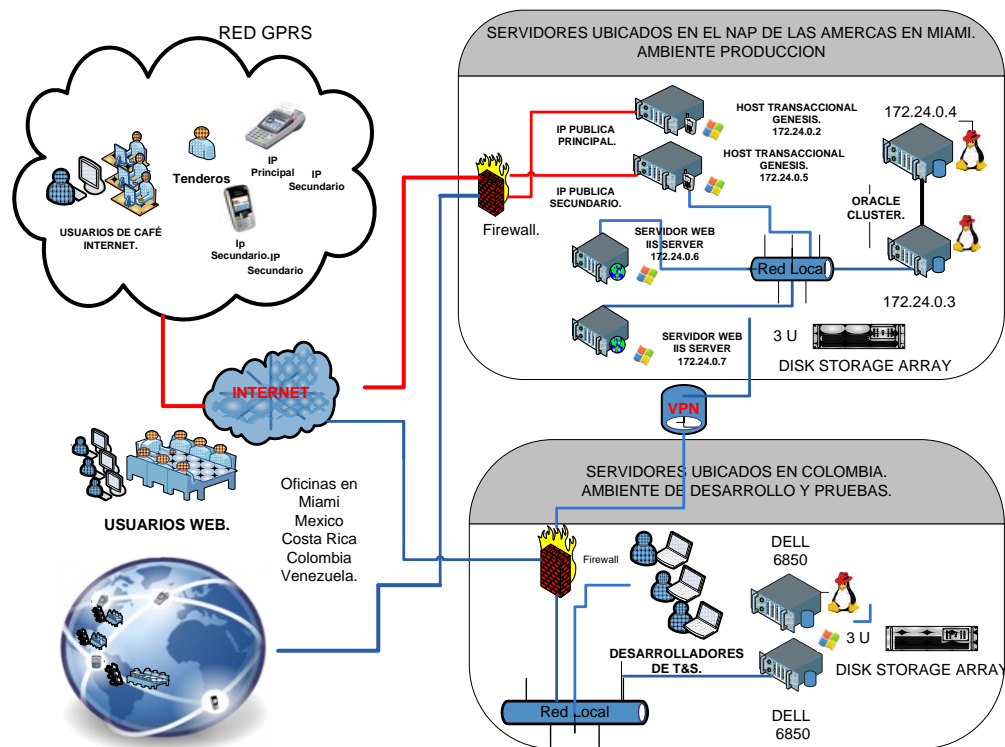 RED GPRS
Tenderos
IP
Principal
IP
Secundario
USUARIOS DE CAFÉ
INTERNET.
Ip
Secundario.
IP
Secundario
INTERNET
USUARIOS WEB.
Oficinas en
Miami
Mexico
Costa Rica
Colombia
Venezuela.
SERVIDORES UBICADOS EN EL NAP DE LAS AMERCAS EN MIAMI.
AMBIENTE PRODUCCION
IP PUBLICA
PRINCIPAL.
HOST TRANSACCIONAL
GENESIS.
172.24.0.2
HOST TRANSACCIONAL
GENESIS.
172.24.0.5
172.24.0.4
IP PUBLICA
SECUNDARIO.
Firewall.
ORACLE
CLUSTER.
SERVIDOR WEB
IIS SERVER
172.24.0.6
Red Local
172.24.0.3
SERVIDOR WEB
IIS SERVER
172.24.0.7
3 U
DISK STORAGE ARRAY
VPN
SERVIDORES UBICADOS EN COLOMBIA.
AMBIENTE DE DESARROLLO Y PRUEBAS.
Firewall
DELL
6850
3 U
DISK STORAGE ARRAY
DESARROLLADORES
DE T&S.
Red Local
DELL
6850